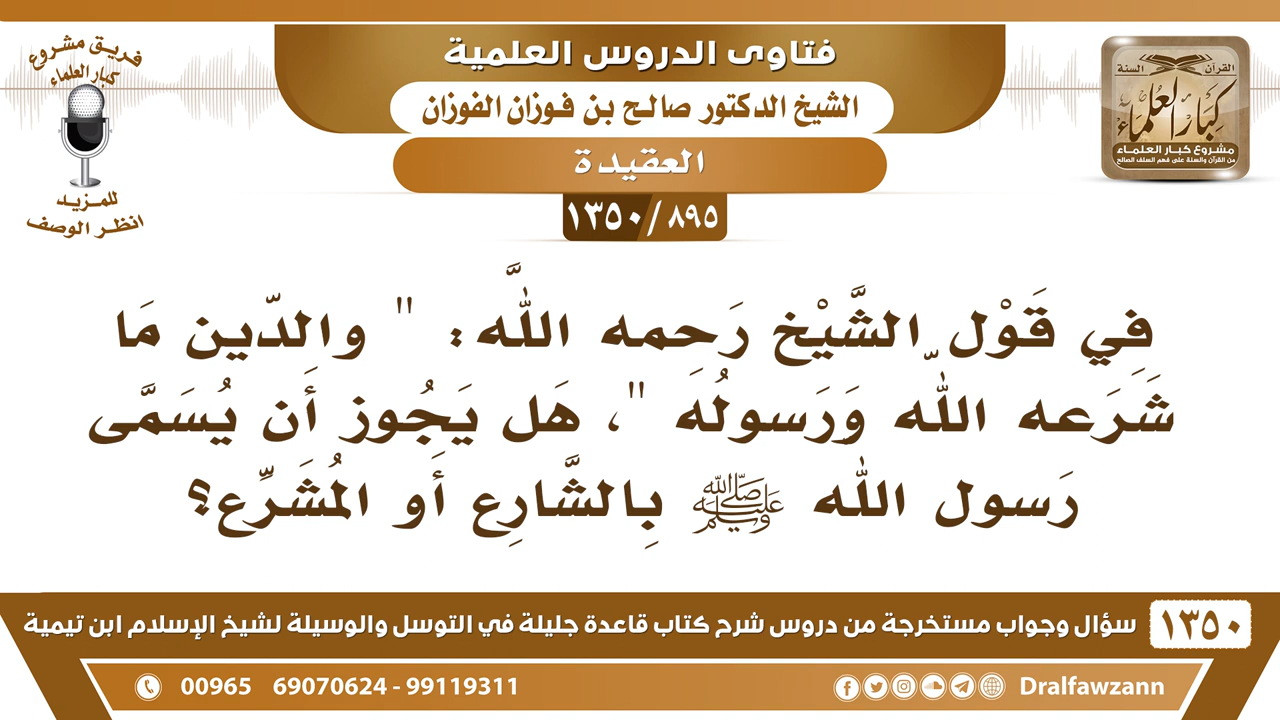 فتاوى الدروس العلمية
الشيخ الدكتور صالح بن فوزان الفوزان
العقيدة
٨٩٥/ ١٣٥٠
فريق مشروع
كبار العلماء
للمزيد
انظر الوصف
القرآن السنة
كبار العلماء
مشروع كبار العلماء
من القرآن والسنة على فهم السلف الصالح
فِي قَوْل الشَّيْخ رَحِمه اللَّه: " والدّين مَا
شَرَعه اللّه وَرَسولُه "، هَل يَجُوز أَن يُسَمَّى
رَسول الله ﷺ بِالشَّارِع أَو المُشَرِّع؟
١٣٥٠ سؤال وجواب مستخرجة من دروس شرح كتاب قاعدة جليلة في التوسل والوسيلة لشيخ الإسلام ابن تيمية
00965 69070624 - 99119311
Dralfawzann